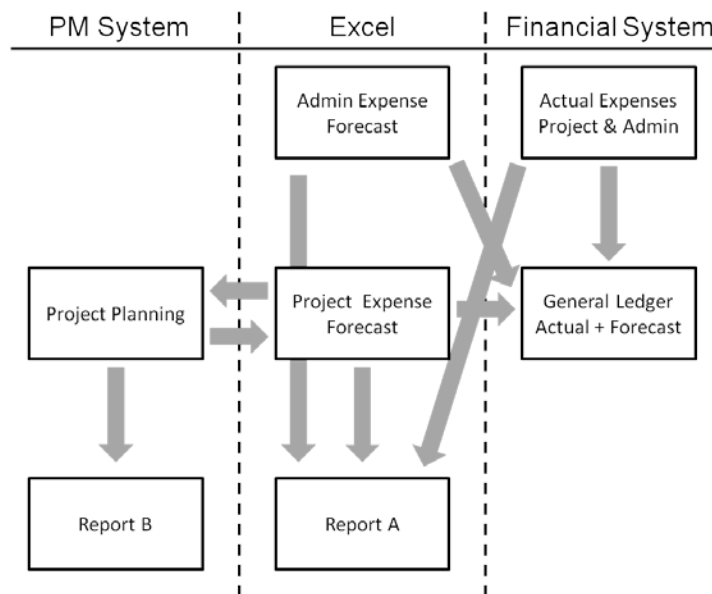 PM System
Excel
Financial System
Admin Expense
Forecast
Actual Expenses
Project & Admin
Project Planning
Project Expense
Forecast
General Ledger
Actual + Forecast
Report B
Report A